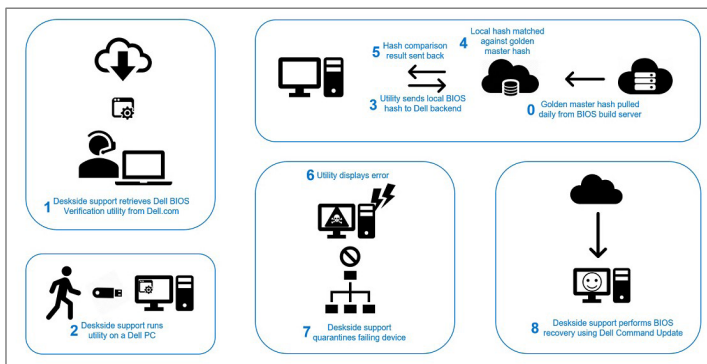 1 Deskside support retrieves Dell BIOS
Verification utility from Dell.com
2 Deskside support runs
utility on a Dell PC
5 Hash comparison
result sent back
4 Local hash matched
against golden
master hash
3 Utility sends local BIOS
hash to Dell backend
0 Golden master hash pulled
daily from BIOS build server
6 Utility displays error
7 Deskside support
quarantines failing device
8 Deskside support performs BIOS
recovery using Dell Command Update